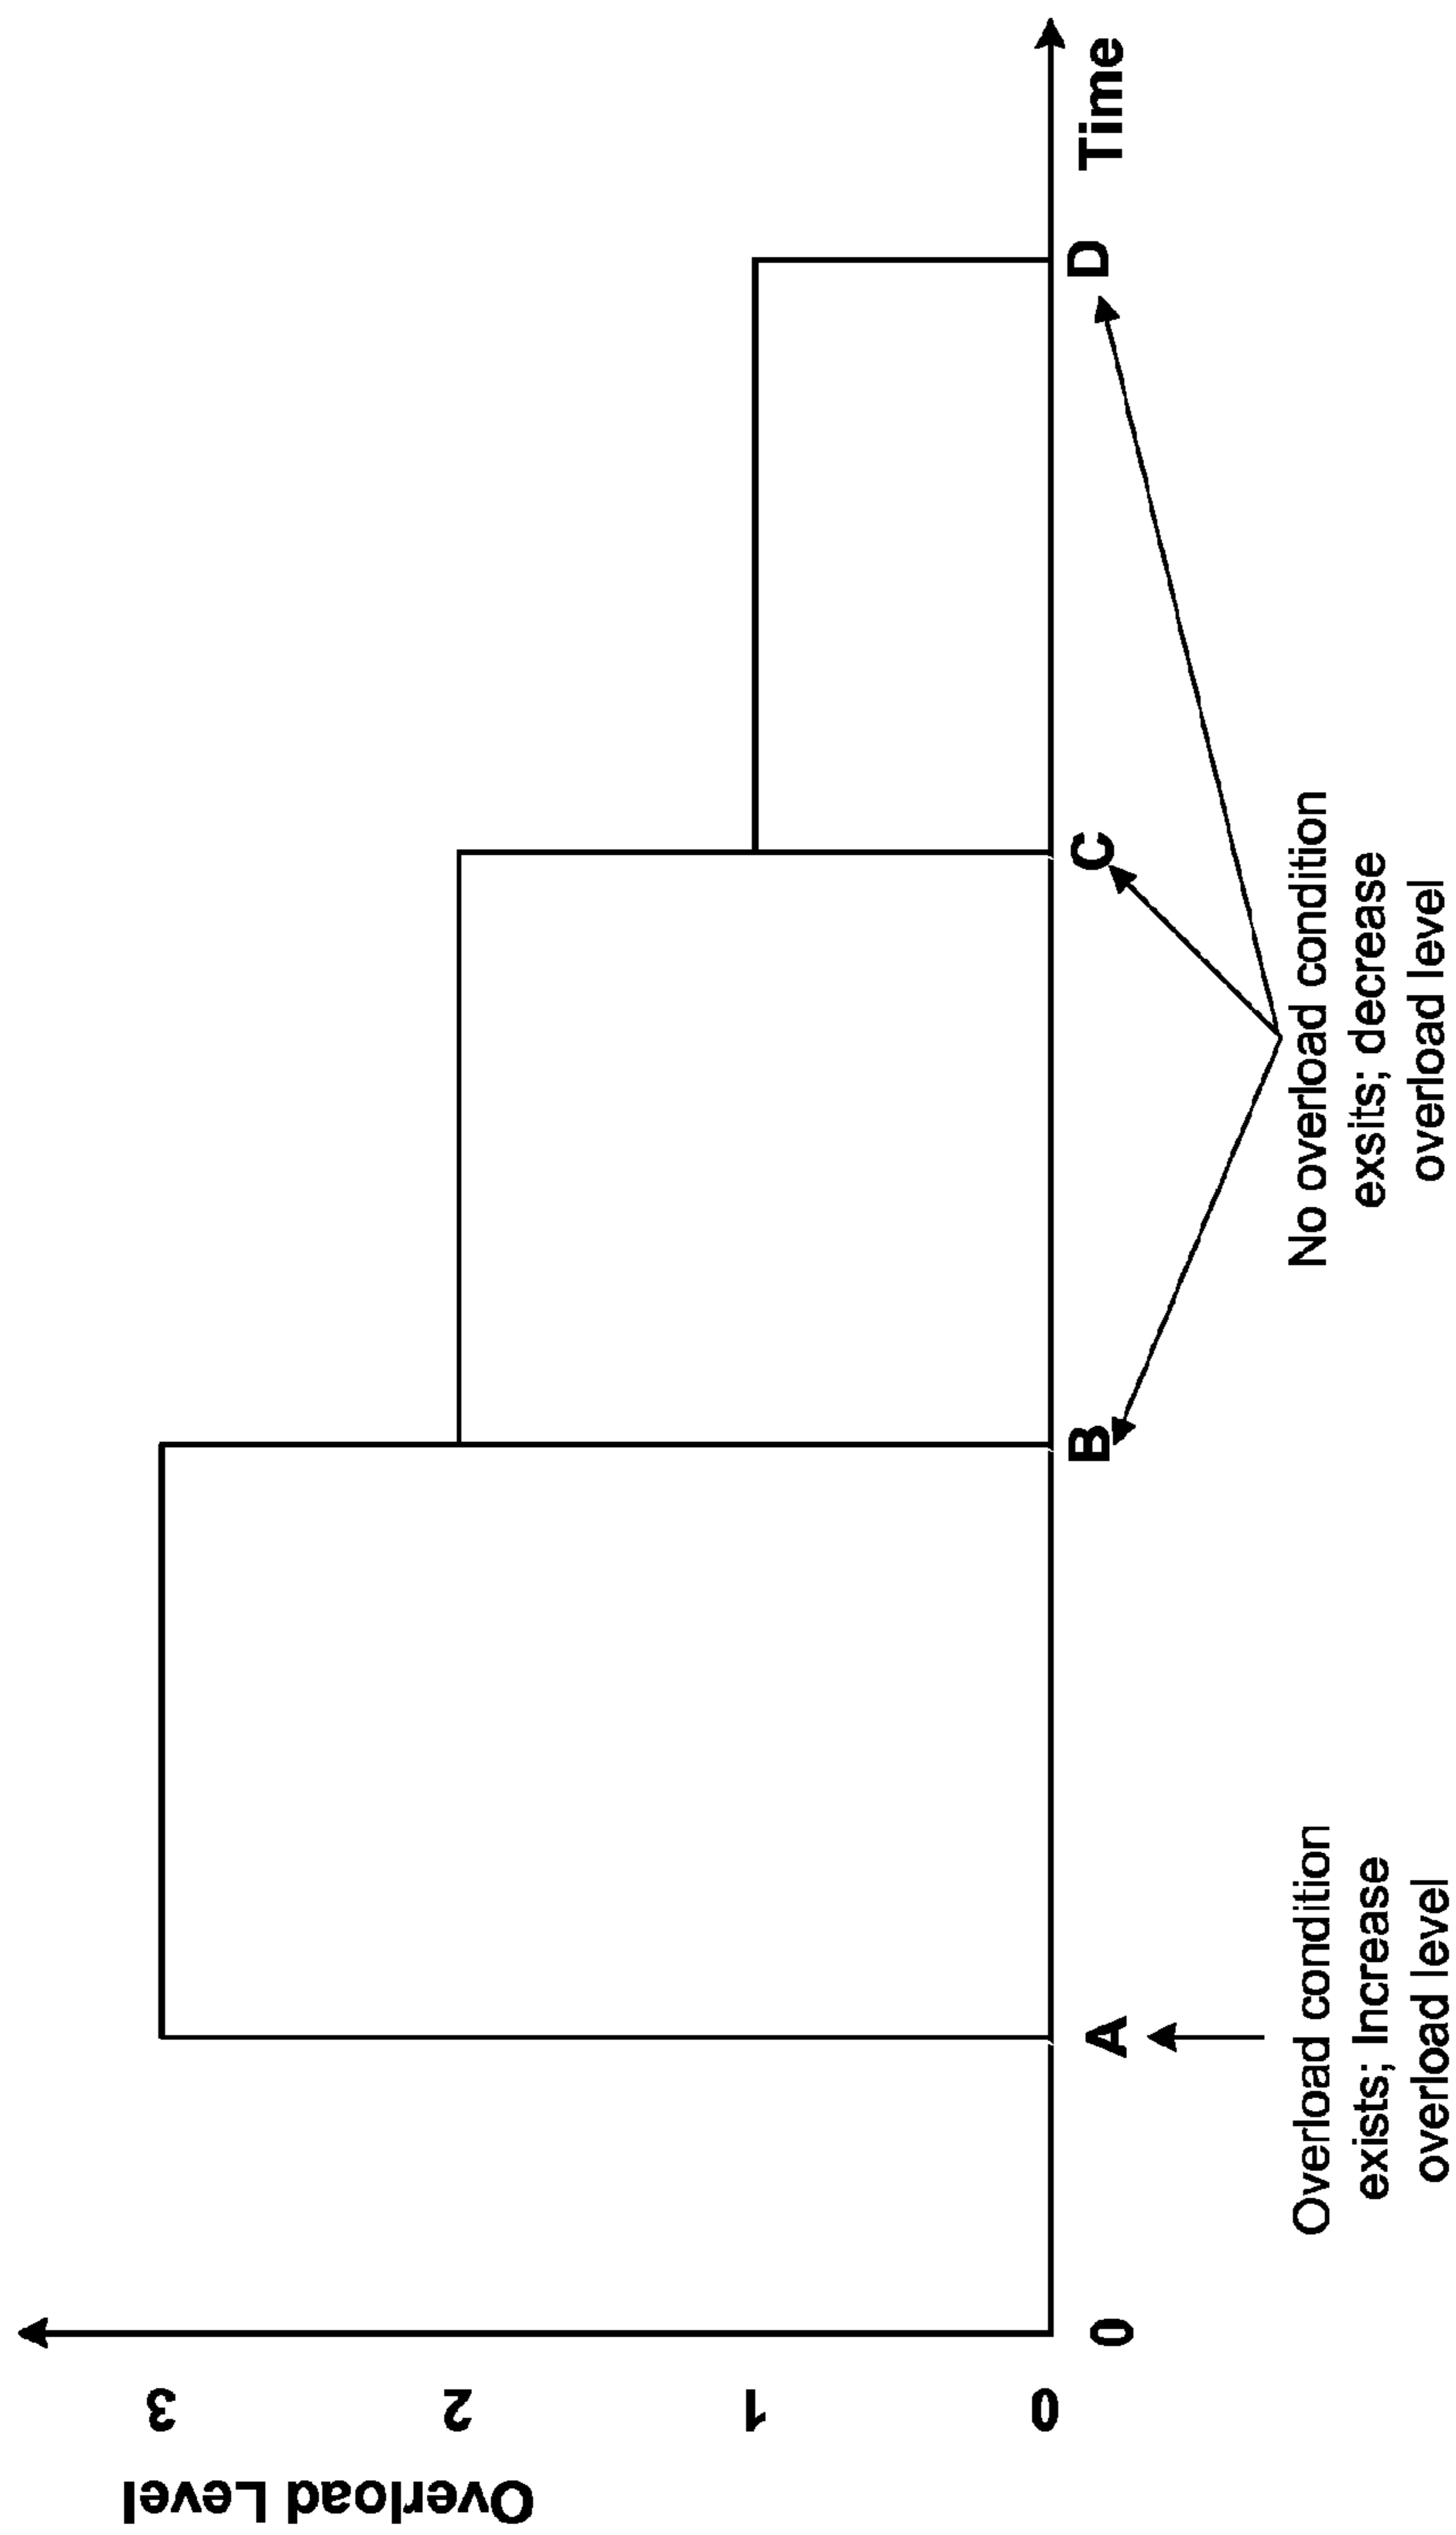 Overload Level
3
2
1
0
0
A
B
C
D
Time
Overload condition
exists; Increase
overload level
No overload condition
exsits; decrease
overload level